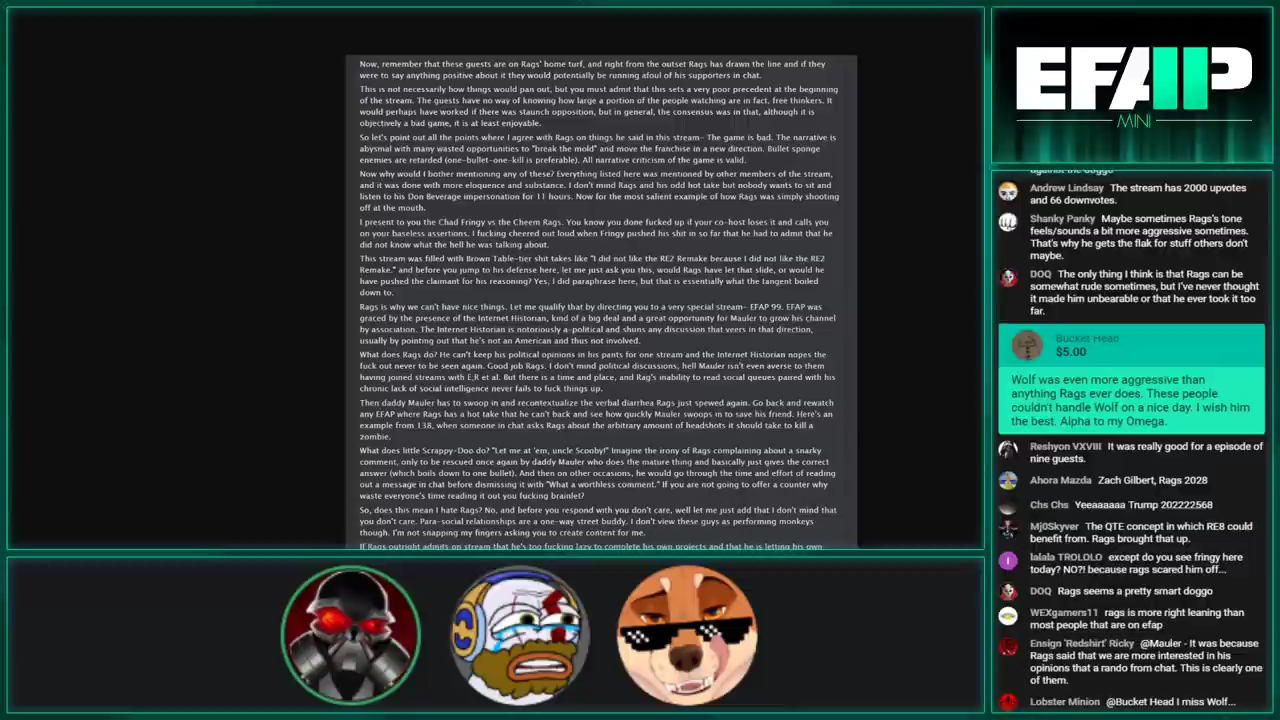 Now, remember that these guests are on Rags' home turf, and right from the outset Rags has drawn the line and if they
were to say anything positive about it they would potentially be running afoul of his supporters in chat.
This is not necessarily how things would pan out, but you must admit that this sets a very poor precedent at the beginning
of the stream. The guests have no way of knowing how large a portion of the people watching are in fact, free thinkers. It
would perhaps have worked if there was staunch opposition, but in general, the consensus was in that, although it is
objectively a bad game, it is at least enjoyable.
So let's point out all the points where I agree with Rags on things he said in this stream- The game is bad. The narrative is
abysmal with many wasted opportunities to "break the mold" and move the franchise in a new direction. Bullet sponge
enemies are retarded (one-bullet-one-kill is preferable). All narrative criticism of the game is valid.
Now why would I bother mentioning any of these? Everything listed here was mentioned by other members of the stream,
and it was done with more eloquence and substance. I don't mind Rags and his odd hot take but nobody wants to sit and
listen to his Don Beverage impersonation for 11 hours. Now for the most salient example of how Rags was simply shooting
off at the mouth.
I present to you the Chad Fringy vs the Cheem Rags. You know you done fucked up if your co-host loses it and calls you
on your baseless assertions. I fucking cheered out loud when Fringy pushed his shit in so far that he had to admit that he
did not know what the hell he was talking about.
This stream was filled with Brown Table-tier shit takes like "I did not like the RE2 Remake because I did not like the RE2
Remake." and before you jump to his defense here, let me just ask you this, would Rags have let that slide, or would he
have pushed the claimant for his reasoning? Yes, I did paraphrase here, but that is essentially what the tangent boiled
down to.
Rags is why we can't have nice things. Let me qualify that by directing you to a very special stream- EFAP 99. EFAP was
graced by the presence of the Internet Historian, kind of a big deal and a great opportunity for Mauler to grow his channel
by association. The Internet Historian is notoriously a-political and shuns any discussion that veers in that direction,
usually by pointing out that he's not an American and thus not involved.
What does Rags do? He can't keep his political opinions in his pants for one stream and the Internet Historian nopes the
fuck out never to be seen again. Good job Rags. I don't mind political discussions, hell Mauler isn't even averse to them
having joined streams with E;R et al. But there is a time and place, and Rag's inability to read social queues paired with his
chronic lack of social intelligence never fails to fuck things up.
Then daddy Mauler has to swoop in and recontextualize the verbal diarrhea Rags just spewed again. Go back and rewatch
any EFAP where Rags has a hot take that he can't back and see how quickly Mauler swoops in to save his friend. Here's an
example from 138, when someone in chat asks Rags about the arbitrary amount of headshots it should take to kill a
zombie.
What does little Scrappy-Doo do? "Let me at 'em, uncle Scooby!" Imagine the irony of Rags complaining about a snarky
comment, only to be rescued once again by daddy Mauler who does the mature thing and basically just gives the correct
answer (which boils down to one bullet). And then on other occasions, he would go through the time and effort of reading
out a message in chat before dismissing it with "What a worthless comment." If you are not going to offer a counter why
waste everyone's time reading it out you fucking brainlet?
So, does this mean I hate Rags? No, and before you respond with you don't care, well let me just add that I don't mind that
you don't care. Para-social relationships are a one-way street buddy. I don't view these guys as performing monkeys
though. I'm not snapping my fingers asking you to create content for me.
If Rags outright admits on stream that he's too fucking lazy to complete his own projects and that he is letting his own
EFAP
MINI
against the doggo
Andrew Lindsay The stream has 2000 upvotes
and 66 downvotes.
Shanky Panky Maybe sometimes Rags's tone
feels/sounds a bit more aggressive sometimes.
That's why he gets the flak for stuff others don't
maybe.
DOQ The only thing I think is that Rags can be
somewhat rude sometimes, but I've never thought
it made him unbearable or that he ever took it too
far.
Bucket Head
$5.00
Wolf was even more aggressive than
anything Rags ever does. These people
couldn't handle Wolf on a nice day. I wish him
the best. Alpha to my Omega.
Reshyon VXVIII It was really good for a episode of
nine guests.
Ahora Mazda Zach Gilbert, Rags 2028
Chs Chs Yeeaaaaaa Trump 202222568
Mj0Skyver The QTE concept in which RE8 could
benefit from. Rags brought that up.
lalala TROLOLO except do you see fringy here
today? NO?! because rags scared him off...
DOQ Rags seems a pretty smart doggo
WEXgamers11 rags is more right leaning than
most people that are on efap
Ensign 'Redshirt' Ricky @Mauler - It was because
Rags said that we are more interested in his
opinions that a rando from chat. This is clearly one
of them.
Lobster Minion @Bucket Head I miss Wolf...